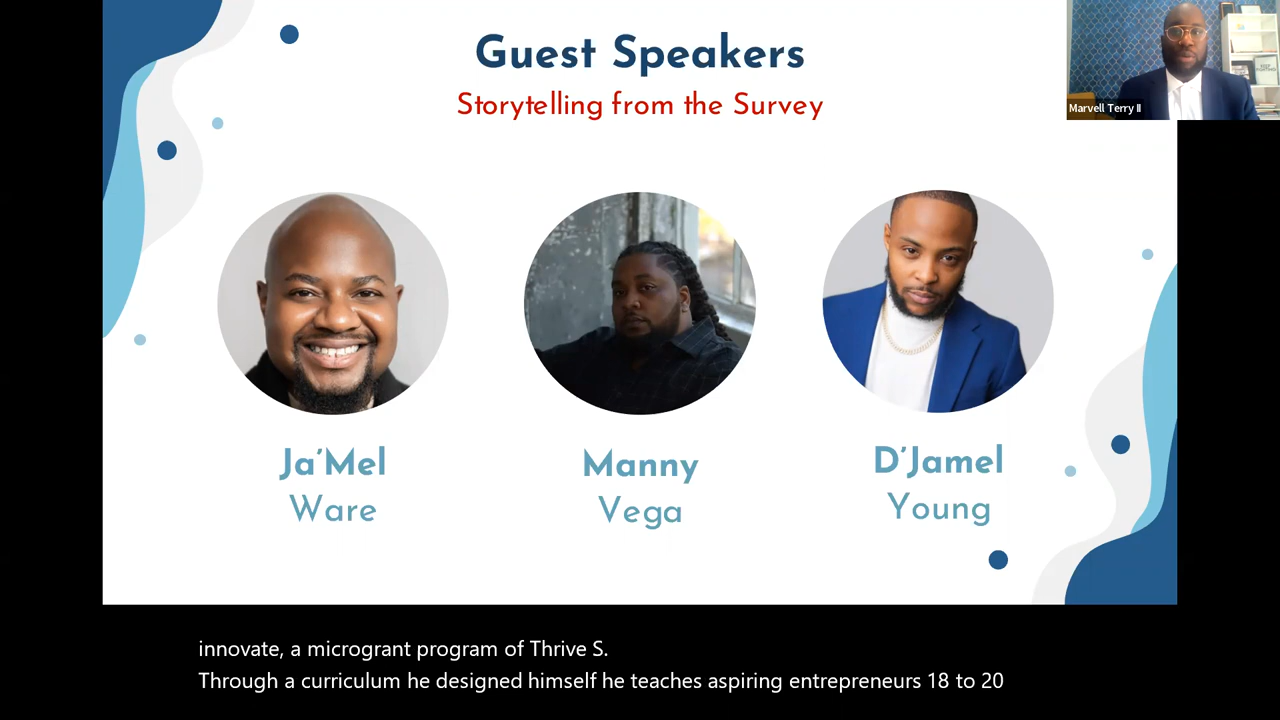 Guest Speakers
Storytelling from the Survey
Marvell Terry II
Ja'Mel
Ware
Manny
Vega
D'Jamel
Young
innovate, a microgrant program of Thrive S.
Through a curriculum he designed himself he teaches aspiring entrepreneurs 18 to 20